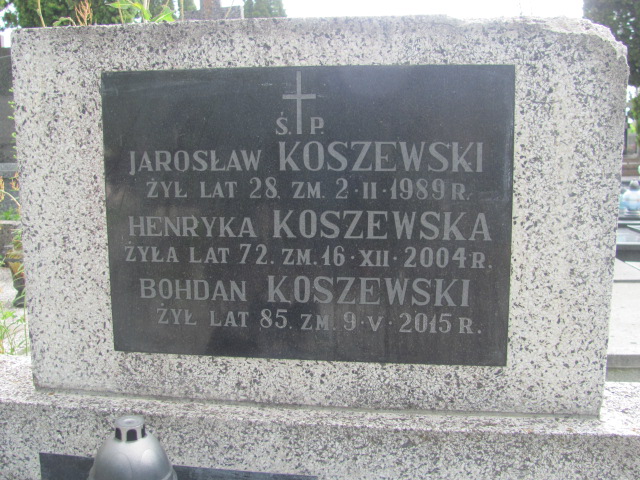 Ś. P.
JAROSŁAW KOSZEWSKI
ŻYŁ LAT 28. ZM. 2·II·1989 R.
HENRYKA KOSZEWSKA
ŻYŁA LAT 72. ZM. 16·XII·2004 R.
BOHDAN KOSZEWSKI
ŻYŁ LAT 85. ZM. 9·V·2015 R.